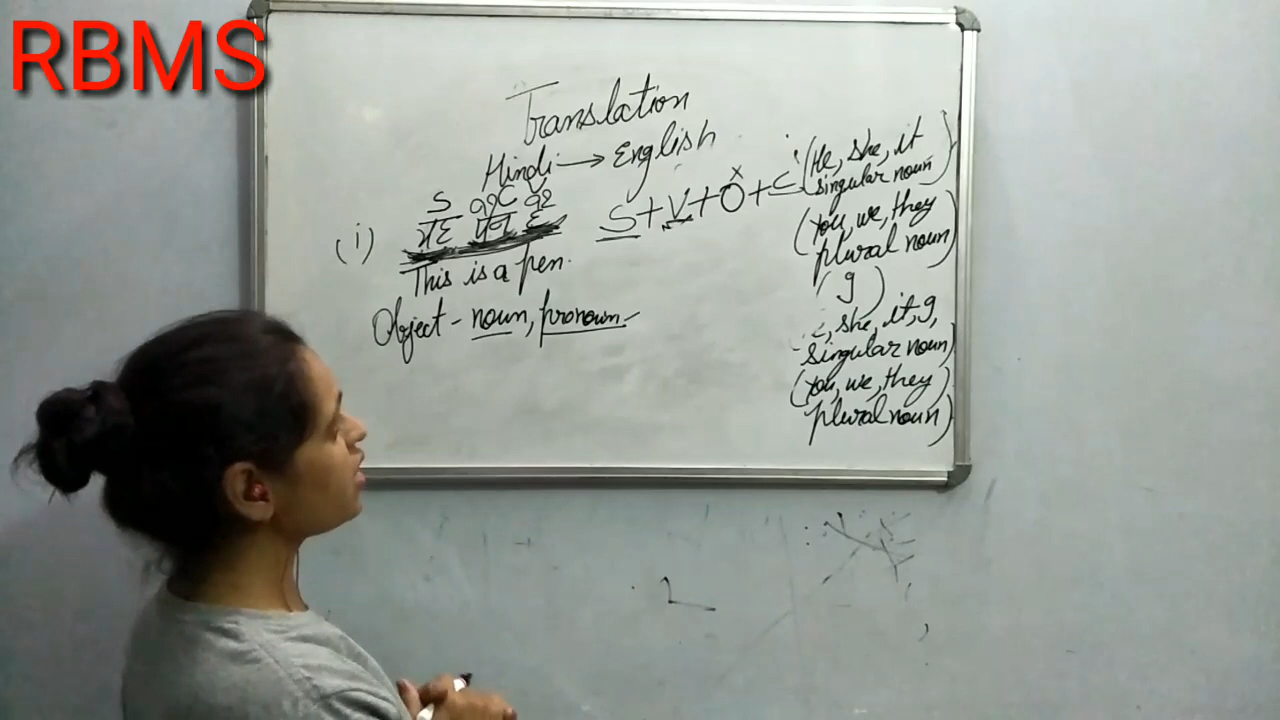 RBMS
Translation
Hindi → English
S C V
(i) यह पेन है S + V + O + C
This is a pen.
Object - noun, pronoun -
(He, she, it
singular noun)
(You, we, they
plural noun)
( I )
she, it, I,
singular noun)
(You, we, they
plural noun)